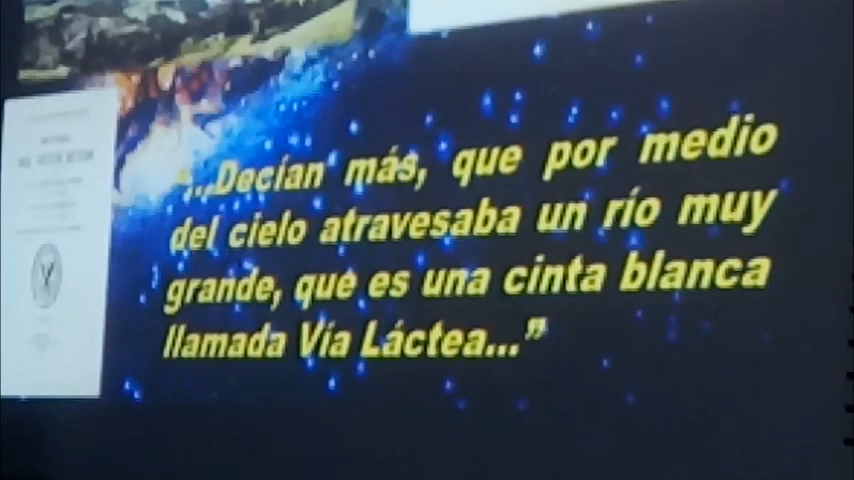 "...Decían más, que por medio
del cielo atravesaba un río muy
grande, que es una cinta blanca
llamada Vía Láctea..."